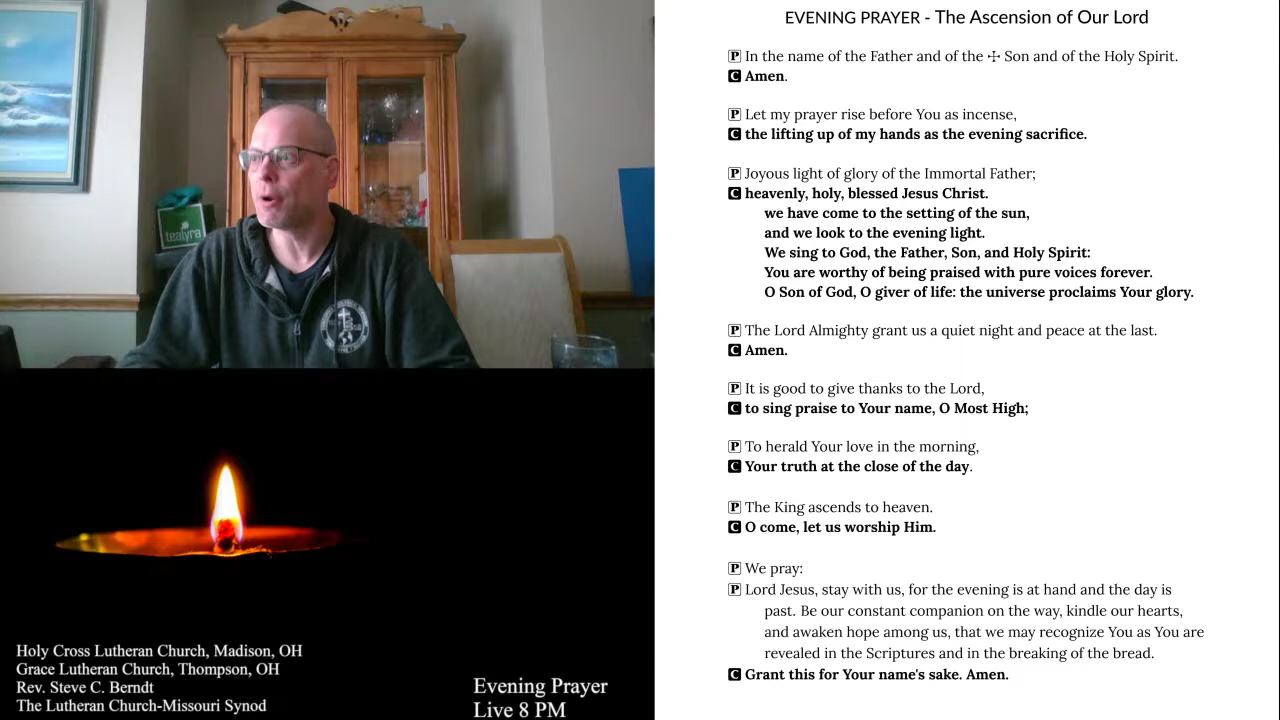 tealyra
Holy Cross Lutheran Church, Madison, OH
Grace Lutheran Church, Thompson, OH
Rev. Steve C. Berndt
The Lutheran Church-Missouri Synod
Evening Prayer
Live 8 PM
EVENING PRAYER - The Ascension of Our Lord
P In the name of the Father and of the ☩ Son and of the Holy Spirit.
C Amen.
P Let my prayer rise before You as incense,
C the lifting up of my hands as the evening sacrifice.
P Joyous light of glory of the Immortal Father;
C heavenly, holy, blessed Jesus Christ.
we have come to the setting of the sun,
and we look to the evening light.
We sing to God, the Father, Son, and Holy Spirit:
You are worthy of being praised with pure voices forever.
O Son of God, O giver of life: the universe proclaims Your glory.
P The Lord Almighty grant us a quiet night and peace at the last.
C Amen.
P It is good to give thanks to the Lord,
C to sing praise to Your name, O Most High;
P To herald Your love in the morning,
C Your truth at the close of the day.
P The King ascends to heaven.
C O come, let us worship Him.
P We pray:
P Lord Jesus, stay with us, for the evening is at hand and the day is
past. Be our constant companion on the way, kindle our hearts,
and awaken hope among us, that we may recognize You as You are
revealed in the Scriptures and in the breaking of the bread.
C Grant this for Your name's sake. Amen.